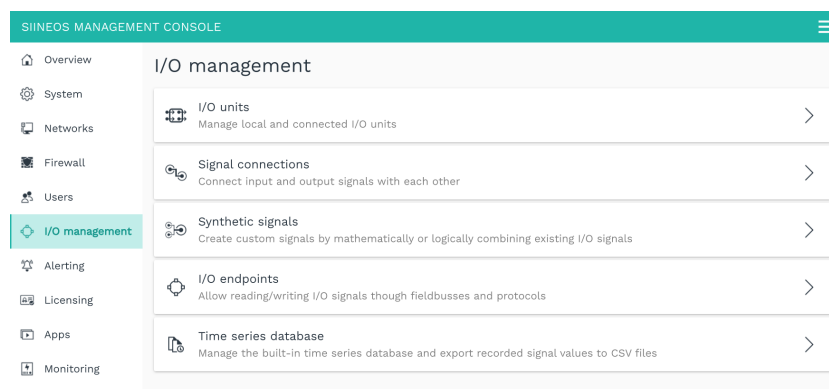 SIINEOS MANAGEMENT CONSOLE
Overview
System
Networks
Firewall
Users
I/O management
Alerting
Licensing
Apps
Monitoring
I/O management
I/O units
Manage local and connected I/O units
Signal connections
Connect input and output signals with each other
Synthetic signals
Create custom signals by mathematically or logically combining existing I/O signals
I/O endpoints
Allow reading/writing I/O signals though fieldbusses and protocols
Time series database
Manage the built-in time series database and export recorded signal values to CSV files